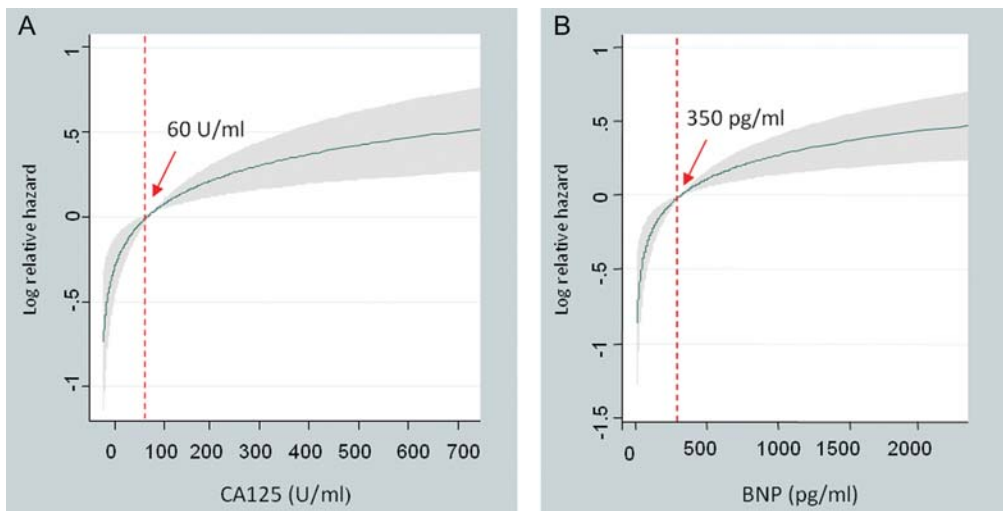 A
Log relative hazard
1
.5
0
-.5
-1
60 U/ml
0 100 200 300 400 500 600 700
CA125 (U/ml)
B
Log relative hazard
1
.5
0
-.5
-1
-1.5
350 pg/ml
0 500 1000 1500 2000
BNP (pg/ml)